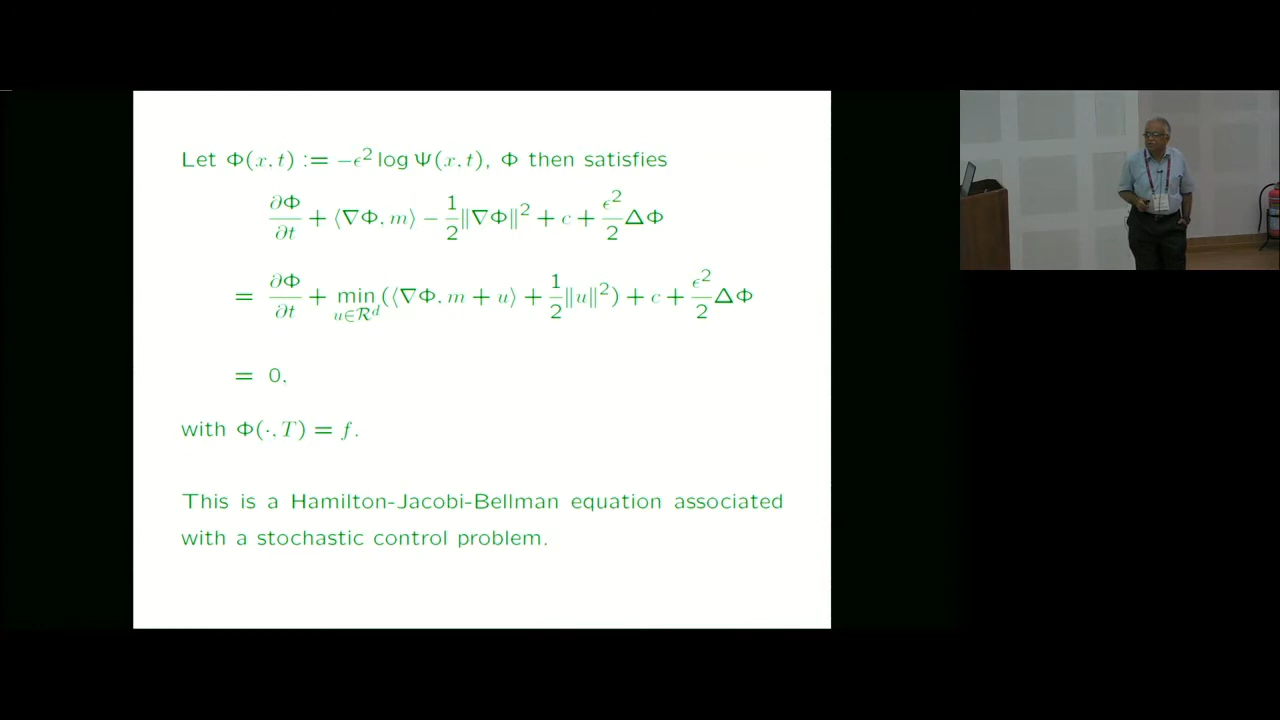 Let Φ(x, t) := −ϵ² log Ψ(x, t), Φ then satisfies
∂Φ/∂t + ⟨∇Φ, m⟩ − 1/2‖∇Φ‖² + c + ϵ²/2 ΔΦ
= ∂Φ/∂t + min_{u∈ℛ^d}(⟨∇Φ, m + u⟩ + 1/2‖u‖²) + c + ϵ²/2 ΔΦ
= 0,
with Φ(·, T) = f.
This is a Hamilton-Jacobi-Bellman equation associated
with a stochastic control problem.